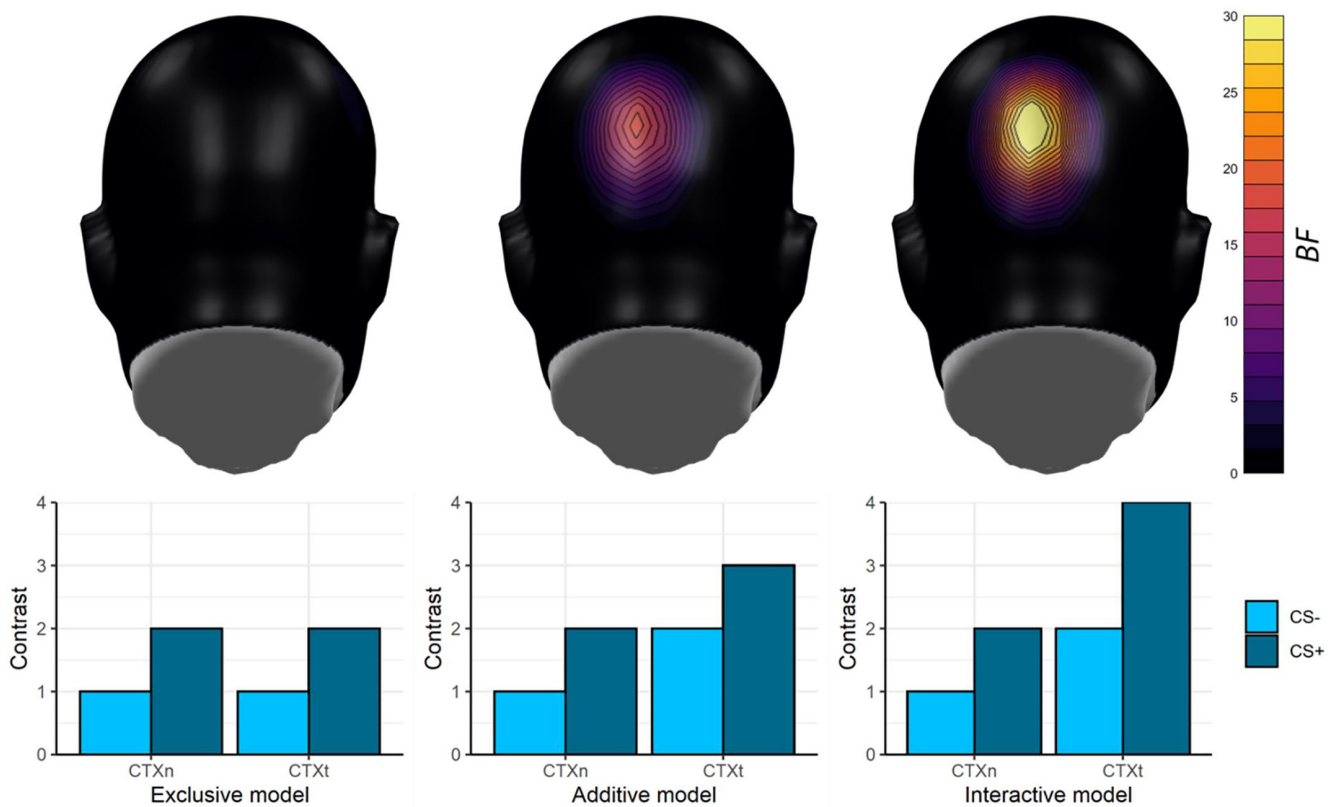 30
25
20
15
10
5
0
BF
4
3
2
1
0
Contrast
CTXn CTXt
Exclusive model
4
3
2
1
0
Contrast
CTXn CTXt
Additive model
4
3
2
1
0
Contrast
CTXn CTXt
Interactive model
CS-
CS+